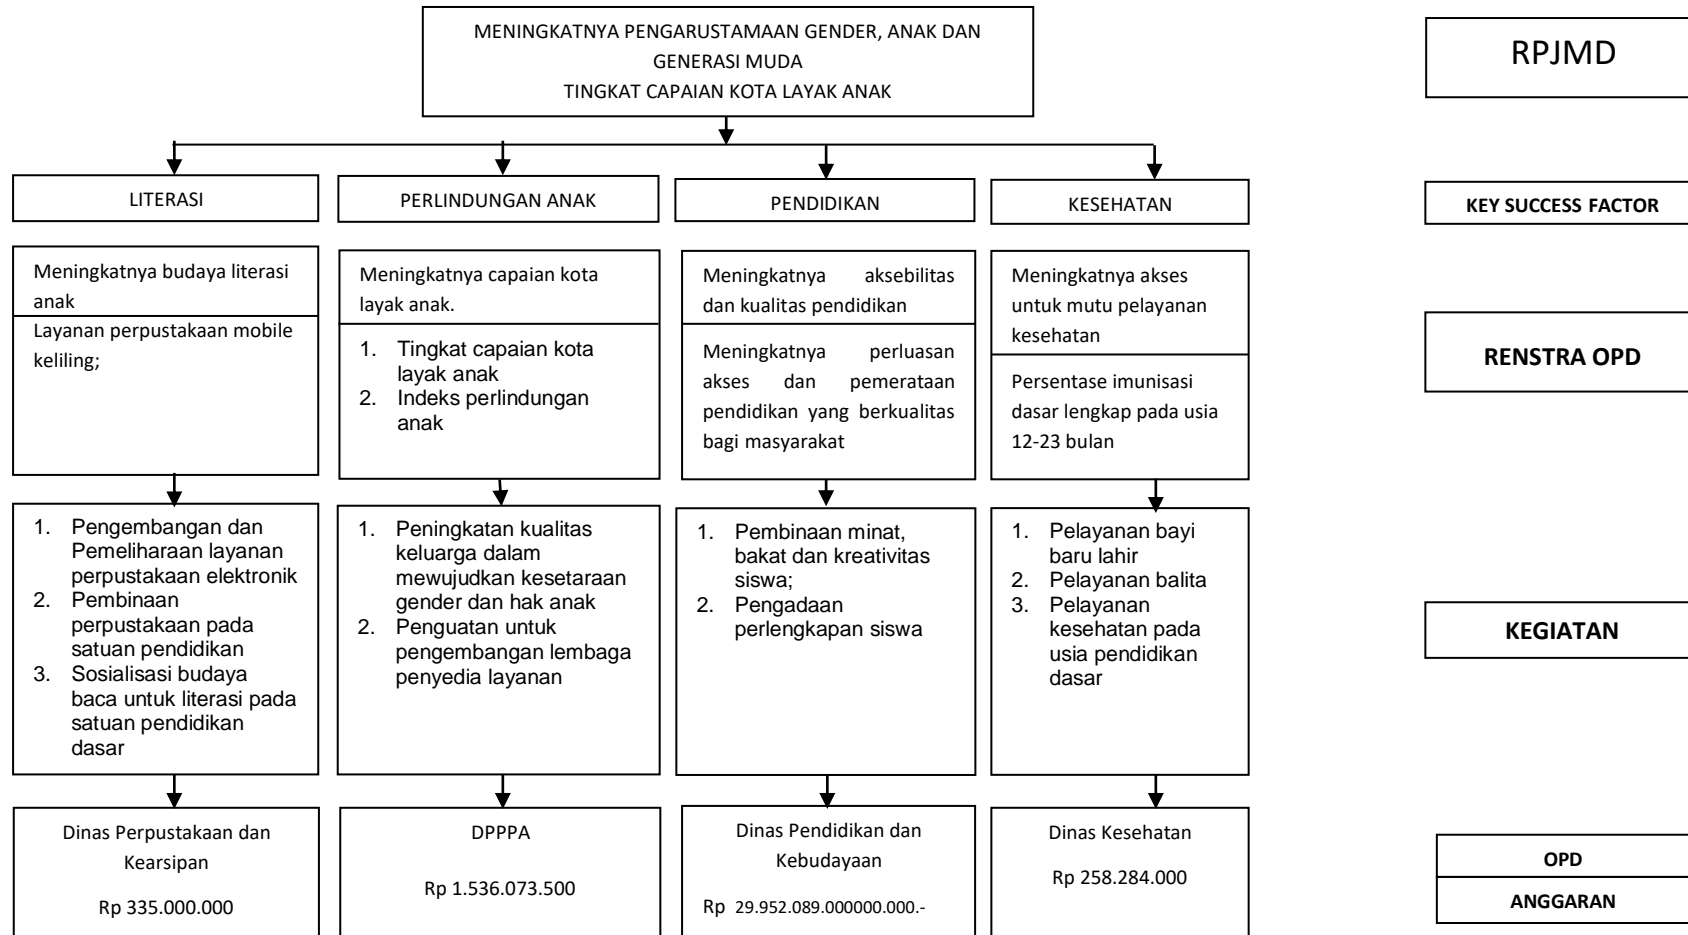 MENINGKATNYA PENGARUSTAMAAN GENDER, ANAK DAN
GENERASI MUDA
TINGKAT CAPAIAN KOTA LAYAK ANAK
RPJMD
LITERASI
PERLINDUNGAN ANAK
PENDIDIKAN
KESEHATAN
KEY SUCCESS FACTOR
Meningkatnya budaya literasi
anak
Layanan perpustakaan mobile
keliling;
Meningkatnya capaian kota
layak anak.
1. Tingkat capaian kota
layak anak
2. Indeks perlindungan
anak
Meningkatnya aksebilitas
dan kualitas pendidikan
Meningkatnya perluasan
akses dan pemerataan
pendidikan yang berkualitas
bagi masyarakat
Meningkatnya akses
untuk mutu pelayanan
kesehatan
Persentase imunisasi
dasar lengkap pada usia
12-23 bulan
RENSTRA OPD
1. Pengembangan dan
Pemeliharaan layanan
perpustakaan elektronik
2. Pembinaan
perpustakaan pada
satuan pendidikan
3. Sosialisasi budaya
baca untuk literasi pada
satuan pendidikan
dasar
1. Peningkatan kualitas
keluarga dalam
mewujudkan kesetaraan
gender dan hak anak
2. Penguatan untuk
pengembangan lembaga
penyedia layanan
1. Pembinaan minat,
bakat dan kreativitas
siswa;
2. Pengadaan
perlengkapan siswa
1. Pelayanan bayi
baru lahir
2. Pelayanan balita
3. Pelayanan
kesehatan pada
usia pendidikan
dasar
KEGIATAN
Dinas Perpustakaan dan
Kearsipan
Rp 335.000.000
DPPPA
Rp 1.536.073.500
Dinas Pendidikan dan
Kebudayaan
Rp 29.952.089.000000.000.-
Dinas Kesehatan
Rp 258.284.000
OPD
ANGGARAN